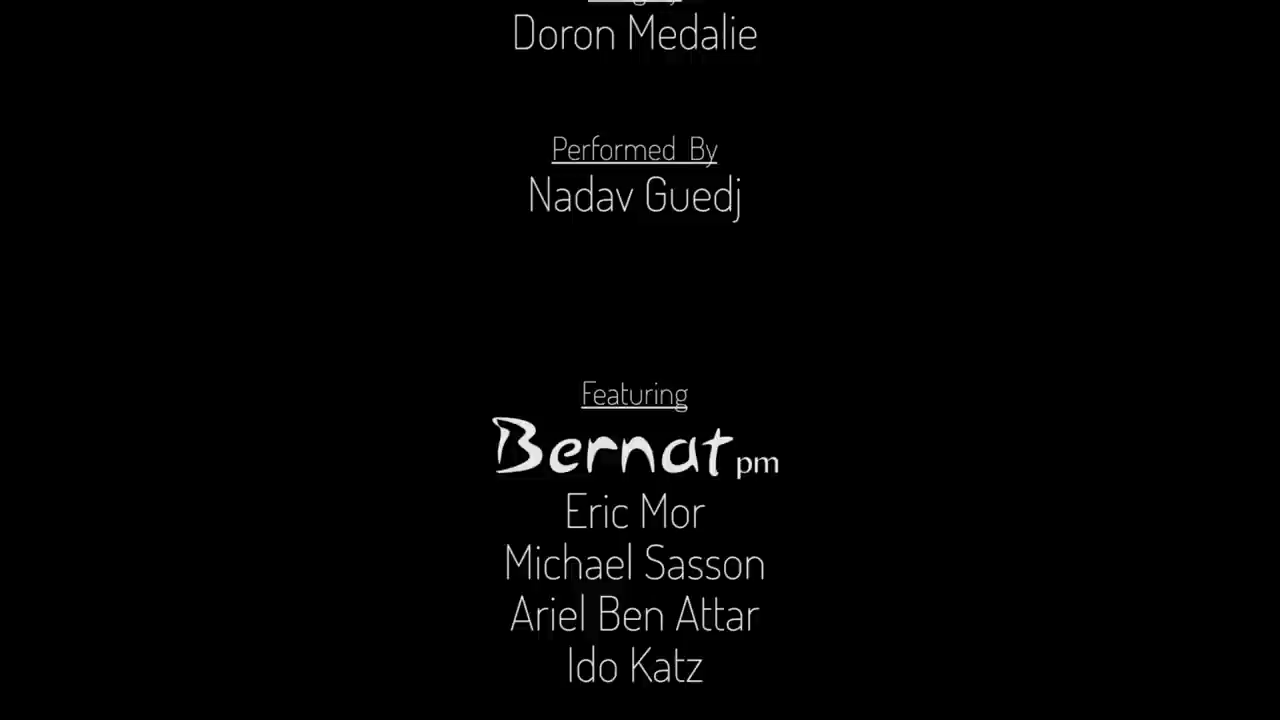 Doron Medalie
Performed By
Nadav Guedj
Featuring
Bernat pm
Eric Mor
Michael Sasson
Ariel Ben Attar
Ido Katz